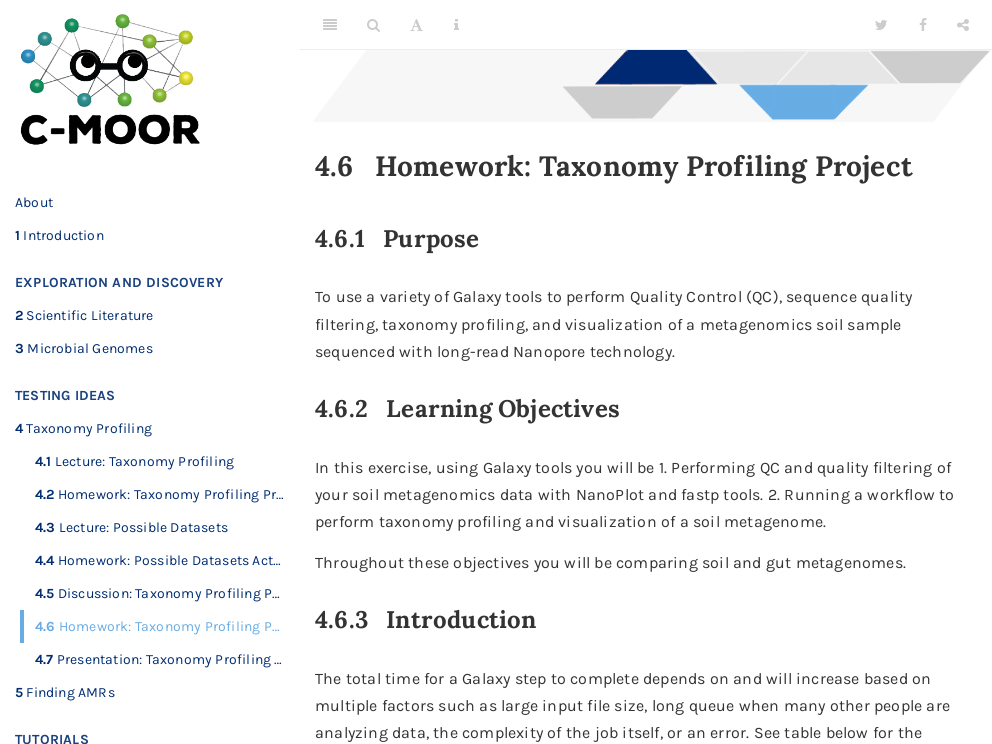 C-MOOR
About
1 Introduction
EXPLORATION AND DISCOVERY
2 Scientific Literature
3 Microbial Genomes
TESTING IDEAS
4 Taxonomy Profiling
4.1 Lecture: Taxonomy Profiling
4.2 Homework: Taxonomy Profiling Pr...
4.3 Lecture: Possible Datasets
4.4 Homework: Possible Datasets Act...
4.5 Discussion: Taxonomy Profiling P...
4.6 Homework: Taxonomy Profiling P...
4.7 Presentation: Taxonomy Profiling ...
5 Finding AMRs
TUTORIALS
4.6 Homework: Taxonomy Profiling Project
4.6.1 Purpose
To use a variety of Galaxy tools to perform Quality Control (QC), sequence quality
filtering, taxonomy profiling, and visualization of a metagenomics soil sample
sequenced with long-read Nanopore technology.
4.6.2 Learning Objectives
In this exercise, using Galaxy tools you will be 1. Performing QC and quality filtering of
your soil metagenomics data with NanoPlot and fastp tools. 2. Running a workflow to
perform taxonomy profiling and visualization of a soil metagenome.
Throughout these objectives you will be comparing soil and gut metagenomes.
4.6.3 Introduction
The total time for a Galaxy step to complete depends on and will increase based on
multiple factors such as large input file size, long queue when many other people are
analyzing data, the complexity of the job itself, or an error. See table below for the